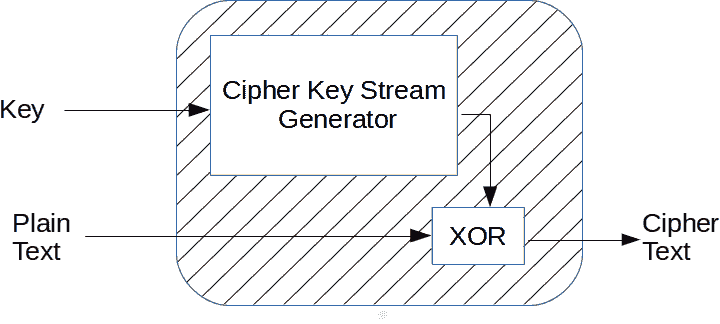 Cipher Key Stream
Generator
Key
Plain
Text
XOR
Cipher
Text